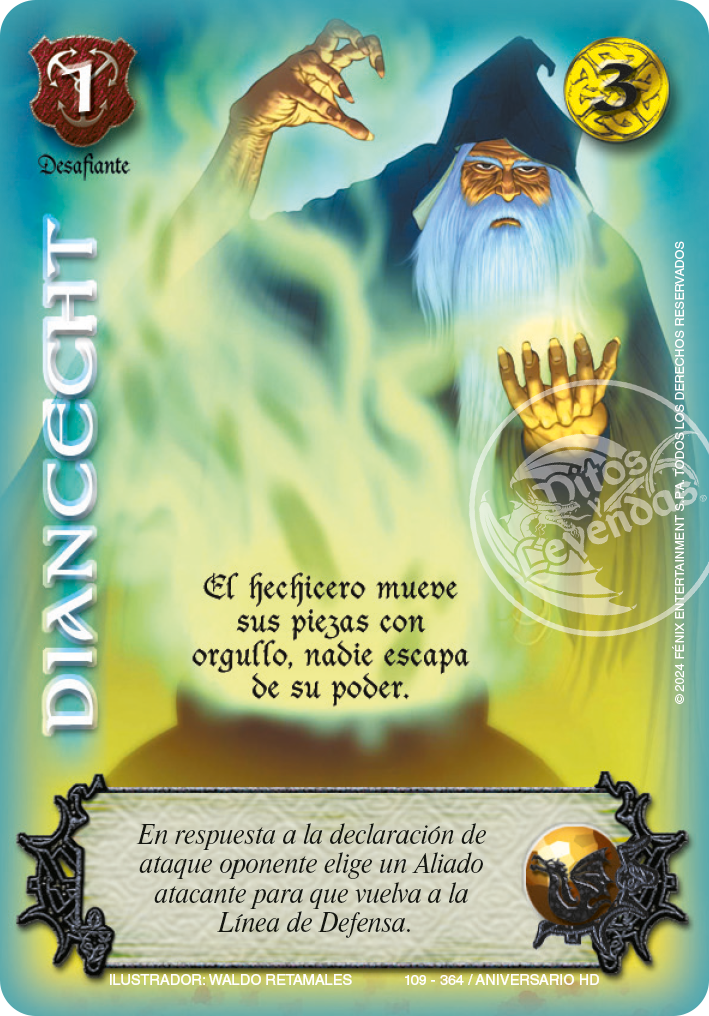 1
3
Desafiante
DIANCECHT
El hechicero mueve
sus piezas con
orgullo, nadie escapa
de su poder.
Mitos y
Leyendas®
© 2024 FÉNIX ENTERTAINMENT S.P.A. TODOS LOS DERECHOS RESERVADOS
En respuesta a la declaración de
ataque oponente elige un Aliado
atacante para que vuelva a la
Línea de Defensa.
ILUSTRADOR: WALDO RETAMALES 109 - 364 / ANIVERSARIO HD